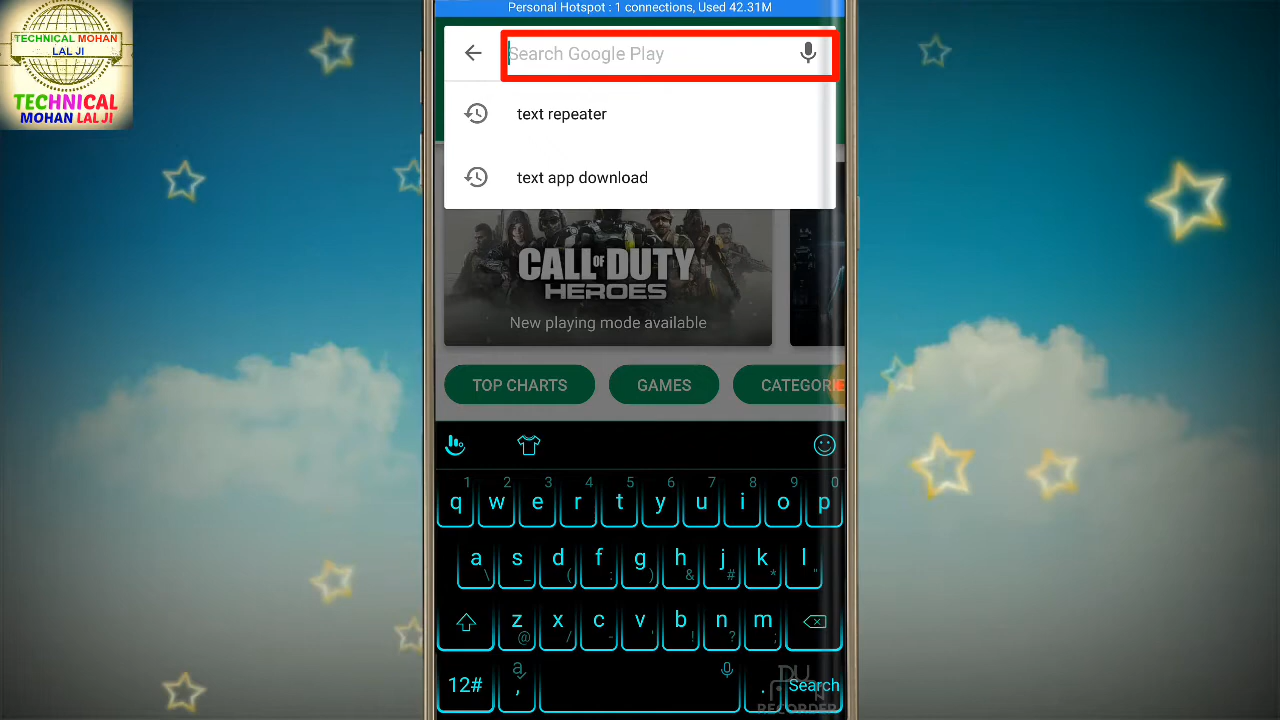 Personal Hotspot : 1 connections, Used 42.31M
TECHNICAL MOHAN
LAL JI
TECHNICAL
MOHAN LAL JI
Search Google Play
text repeater
text app download
CALL OF DUTY
HEROES
New playing mode available
TOP CHARTS
GAMES
CATEGORIE
1 2 3 4 5 6 7 8 9 0
q w e r t y u i o p
a s d f g h j k l
\ _ ( : ) & # * "
z x c v b n m
@ / - ' ! ? ;
12# , . Search
DU
RECORDER